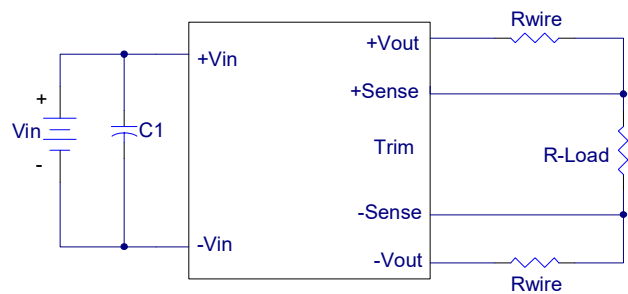 Rwire
+Vout
+Vin
+Sense
+
Vin
C1
Trim
R-Load
-
-Sense
-Vin
-Vout
Rwire